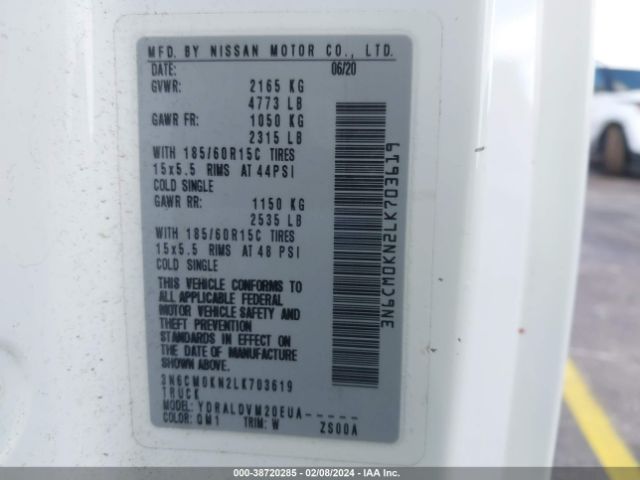 MFD. BY NISSAN MOTOR CO., LTD.
DATE: 06/20
GVWR: 2165 KG
4773 LB
GAWR FR: 1050 KG
2315 LB
WITH 185/60R15C TIRES
15x5.5 RIMS AT 44PSI
COLD SINGLE
GAWR RR: 1150 KG
2535 LB
WITH 185/60R15C TIRES
15x5.5 RIMS AT 48 PSI
COLD SINGLE
THIS VEHICLE CONFORMS TO
ALL APPLICABLE FEDERAL
MOTOR VEHICLE SAFETY AND
THEFT PREVENTION
STANDARDS IN EFFECT ON
THE DATE OF MANUFACTURE
SHOWN ABOVE.
3N6CM0KN2LK703619
TRUCK
MODEL: YDRALDVM20EUA-----
COLOR: QM1 TRIM: W ZS00A
3N6CM0KN2LK703619
000-38720285 - 02/08/2024 - IAA Inc.